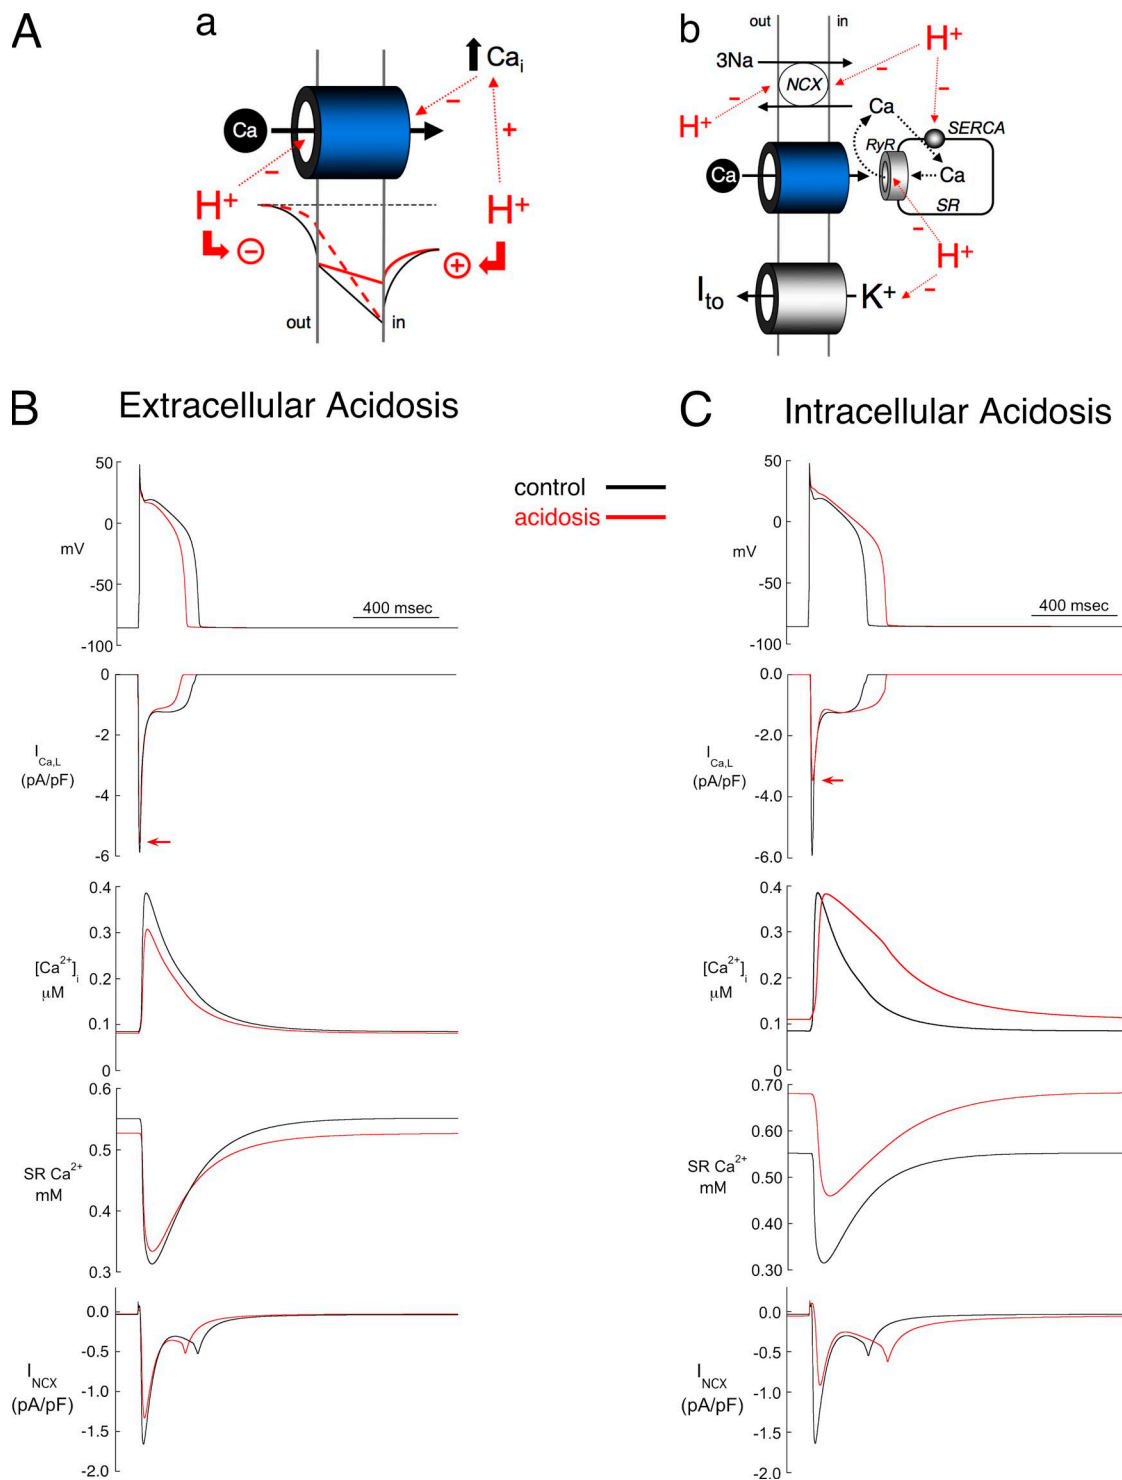 A
a
Ca
Cai
−
+
−
H+
H+
−
+
out
in
b
out
in
3Na
NCX
H+
−
−
−
H+
Ca
SERCA
RyR
Ca
Ca
SR
−
H+
Ito
K+
−
B
Extracellular Acidosis
C
Intracellular Acidosis
control
acidosis
50
0
mV
-50
-100
400 msec
0
-2
ICa,L
(pA/pF)
-4
-6
0.4
0.3
[Ca2+]i
0.2
μM
0.1
0
0.6
0.5
SR Ca2+
mM
0.4
0.3
0.0
-0.5
INCX
-1.0
(pA/pF)
-1.5
-2.0
50
0
mV
-50
-100
400 msec
0.0
-2.0
ICa,L
(pA/pF)
-4.0
-6.0
0.4
0.3
[Ca2+]i
0.2
μM
0.1
0
0.70
0.60
SR Ca2+
mM
0.50
0.40
0.30
0.0
-0.5
INCX
-1.0
(pA/pF)
-1.5
-2.0